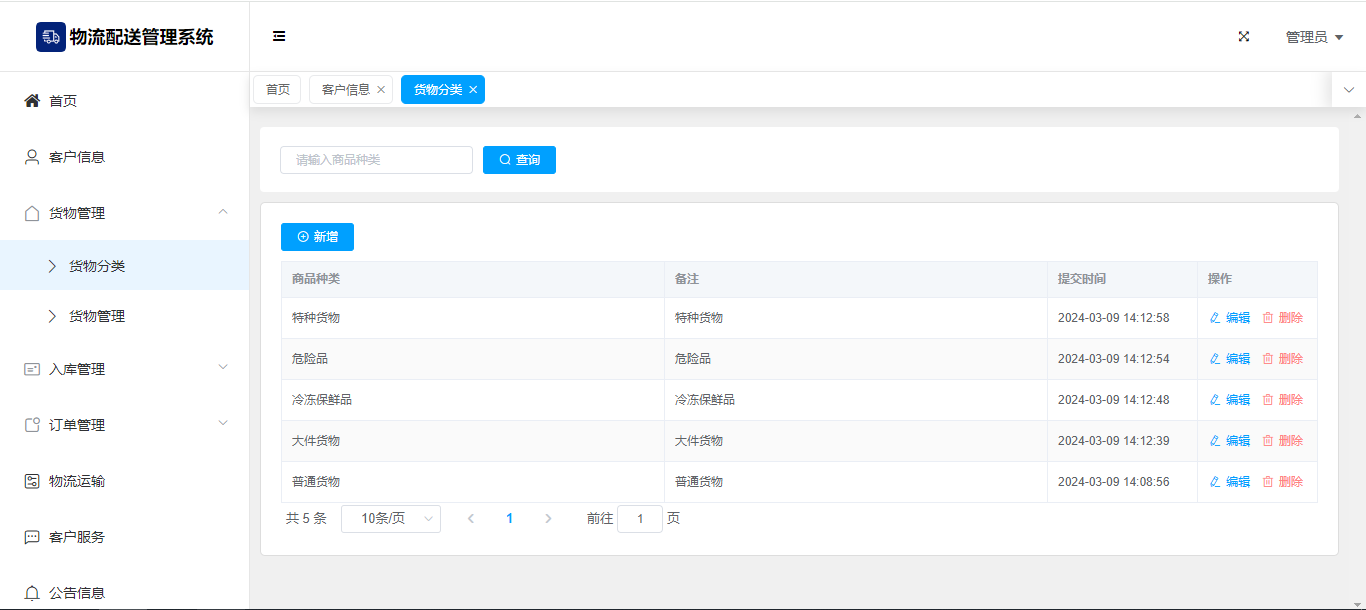 物流配送管理系统
管理员
首页
客户信息
货物管理
货物分类
货物管理
入库管理
订单管理
物流运输
客户服务
公告信息
首页 客户信息 货物分类
请输入商品种类 查询
新增
商品种类 备注 提交时间 操作
特种货物 特种货物 2024-03-09 14:12:58 编辑 删除
危险品 危险品 2024-03-09 14:12:54 编辑 删除
冷冻保鲜品 冷冻保鲜品 2024-03-09 14:12:48 编辑 删除
大件货物 大件货物 2024-03-09 14:12:39 编辑 删除
普通货物 普通货物 2024-03-09 14:08:56 编辑 删除
共 5 条 10条/页 1 前往 1 页